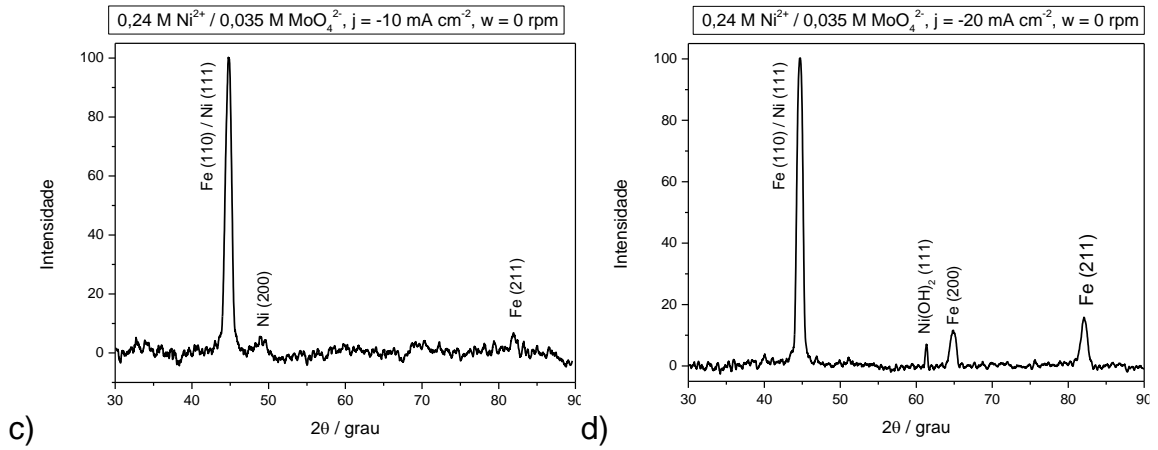 0,24 M Ni²⁺ / 0,035 M MoO₄²⁻, j = -10 mA cm⁻², w = 0 rpm
Intensidade
100
80
60
40
20
0
Fe (110) / Ni (111)
Ni (200)
Fe (211)
30 40 50 60 70 80 90
2θ / grau
c)
0,24 M Ni²⁺ / 0,035 M MoO₄²⁻, j = -20 mA cm⁻², w = 0 rpm
Intensidade
100
80
60
40
20
0
Fe (110) / Ni (111)
Ni(OH)₂ (111)
Fe (200)
Fe (211)
30 40 50 60 70 80 90
2θ / grau
d)